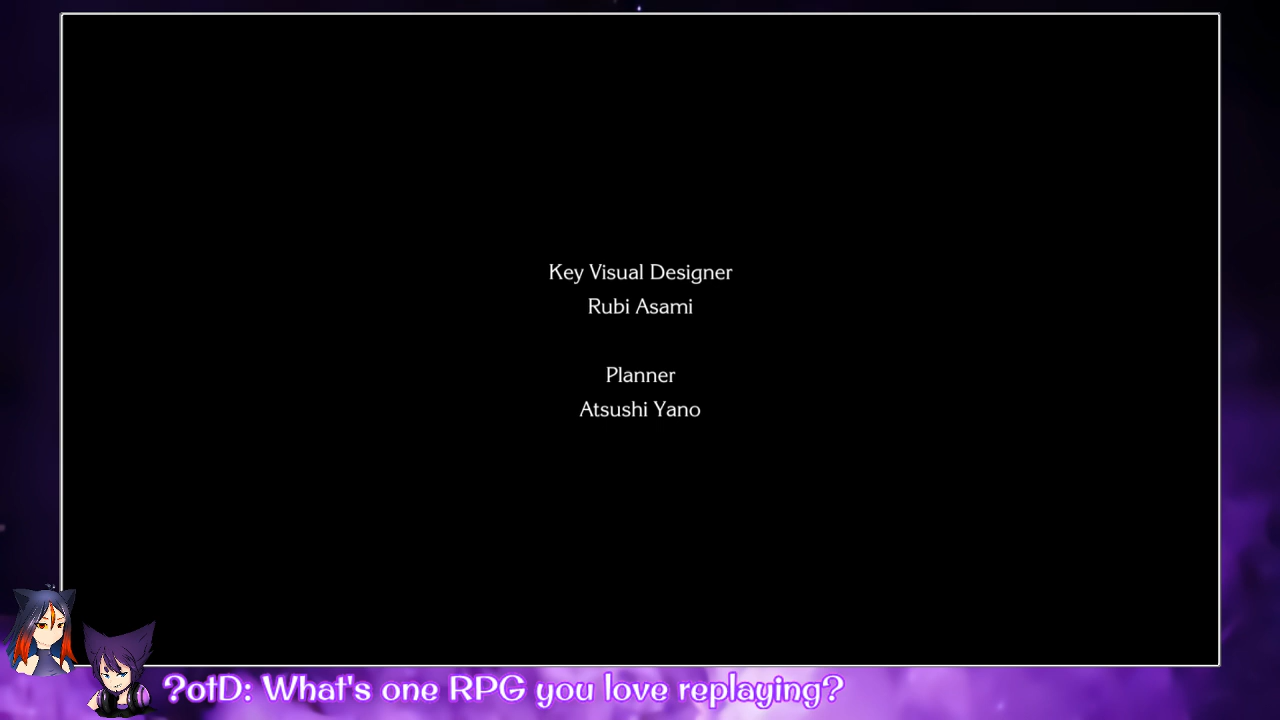 Key Visual Designer
Rubi Asami
Planner
Atsushi Yano
?otD: What's one RPG you love replaying?